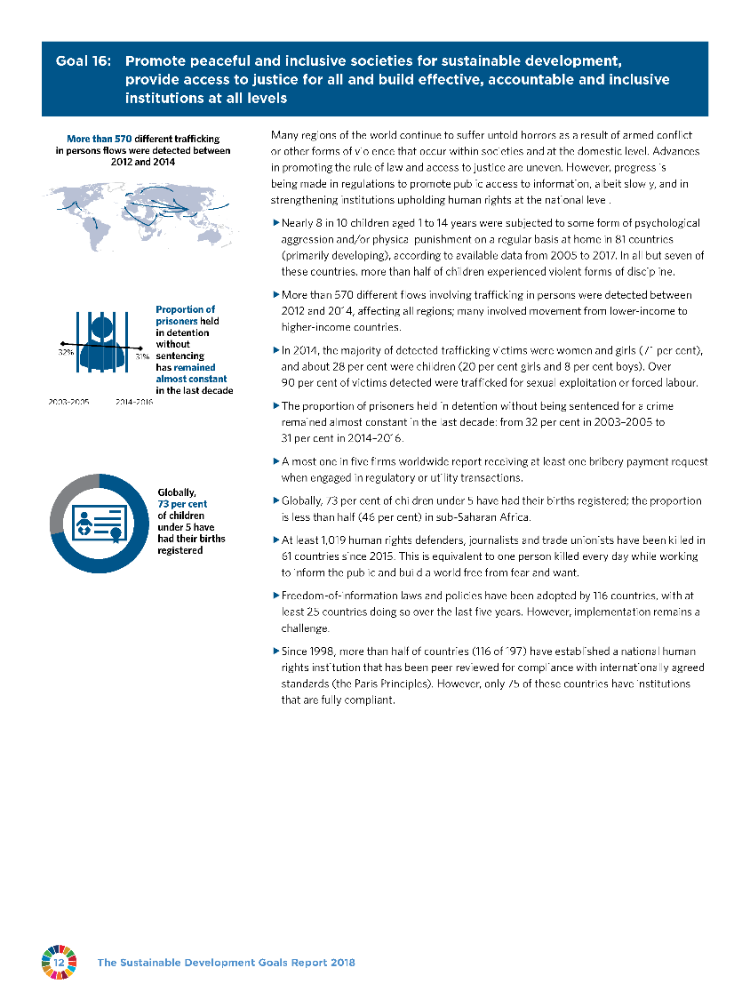 Goal 16: Promote peaceful and inclusive societies for sustainable development,
provide access to justice for all and build effective, accountable and inclusive
institutions at all levels
More than 570 different trafficking
in persons flows were detected between
2012 and 2014
32%
31%
2003–2005
2014–2016
Proportion of
prisoners held
in detention
without
sentencing
has remained
almost constant
in the last decade
Globally,
73 per cent
of children
under 5 have
had their births
registered
Many regions of the world continue to suffer untold horrors as a result of armed conflict
or other forms of violence that occur within societies and at the domestic level. Advances
in promoting the rule of law and access to justice are uneven. However, progress is
being made in regulations to promote public access to information, albeit slowly, and in
strengthening institutions upholding human rights at the national level.
▶Nearly 8 in 10 children aged 1 to 14 years were subjected to some form of psychological
aggression and/or physical punishment on a regular basis at home in 81 countries
(primarily developing), according to available data from 2005 to 2017. In all but seven of
these countries, more than half of children experienced violent forms of discipline.
▶More than 570 different flows involving trafficking in persons were detected between
2012 and 2014, affecting all regions; many involved movement from lower-income to
higher-income countries.
▶In 2014, the majority of detected trafficking victims were women and girls (71 per cent),
and about 28 per cent were children (20 per cent girls and 8 per cent boys). Over
90 per cent of victims detected were trafficked for sexual exploitation or forced labour.
▶The proportion of prisoners held in detention without being sentenced for a crime
remained almost constant in the last decade: from 32 per cent in 2003–2005 to
31 per cent in 2014–2016.
▶Almost one in five firms worldwide report receiving at least one bribery payment request
when engaged in regulatory or utility transactions.
▶Globally, 73 per cent of children under 5 have had their births registered; the proportion
is less than half (46 per cent) in sub-Saharan Africa.
▶At least 1,019 human rights defenders, journalists and trade unionists have been killed in
61 countries since 2015. This is equivalent to one person killed every day while working
to inform the public and build a world free from fear and want.
▶Freedom-of-information laws and policies have been adopted by 116 countries, with at
least 25 countries doing so over the last five years. However, implementation remains a
challenge.
▶Since 1998, more than half of countries (116 of 197) have established a national human
rights institution that has been peer reviewed for compliance with internationally agreed
standards (the Paris Principles). However, only 75 of these countries have institutions
that are fully compliant.
12 The Sustainable Development Goals Report 2018